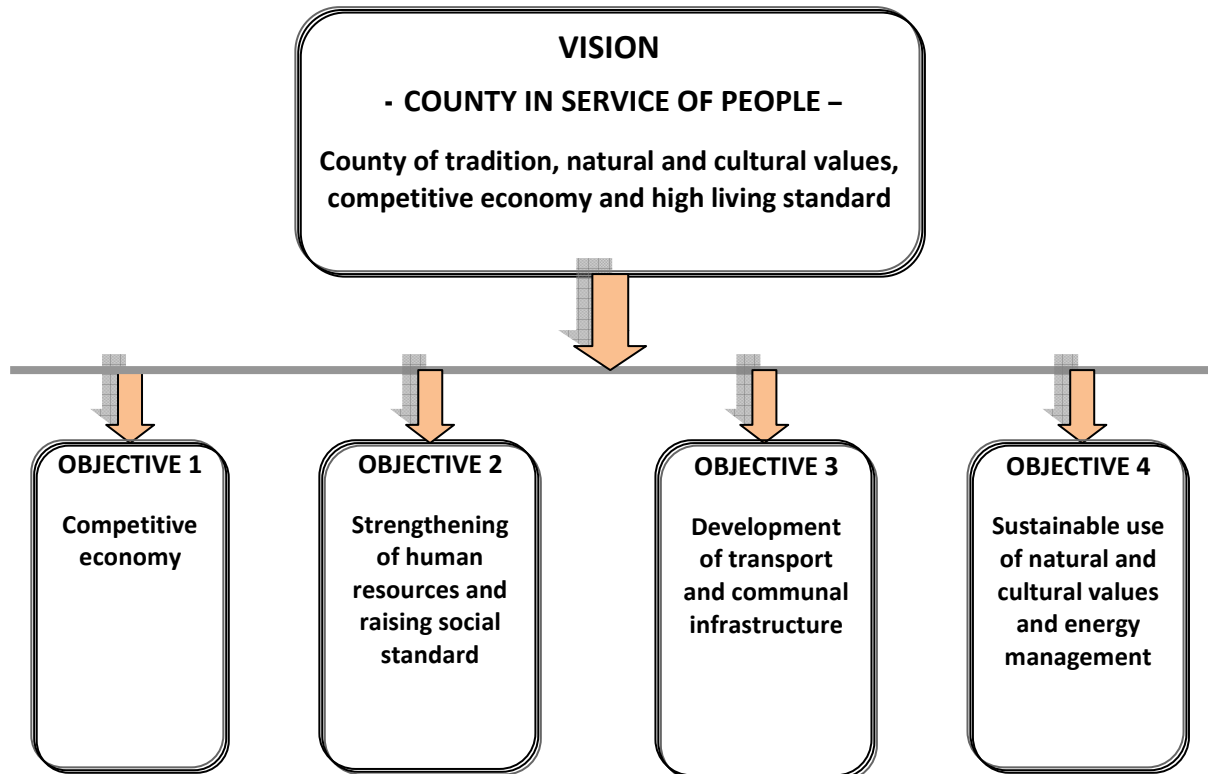 VISION
- COUNTY IN SERVICE OF PEOPLE –
County of tradition, natural and cultural values,
competitive economy and high living standard
OBJECTIVE 1
Competitive
economy
OBJECTIVE 2
Strengthening
of human
resources and
raising social
standard
OBJECTIVE 3
Development
of transport
and communal
infrastructure
OBJECTIVE 4
Sustainable use
of natural and
cultural values
and energy
management